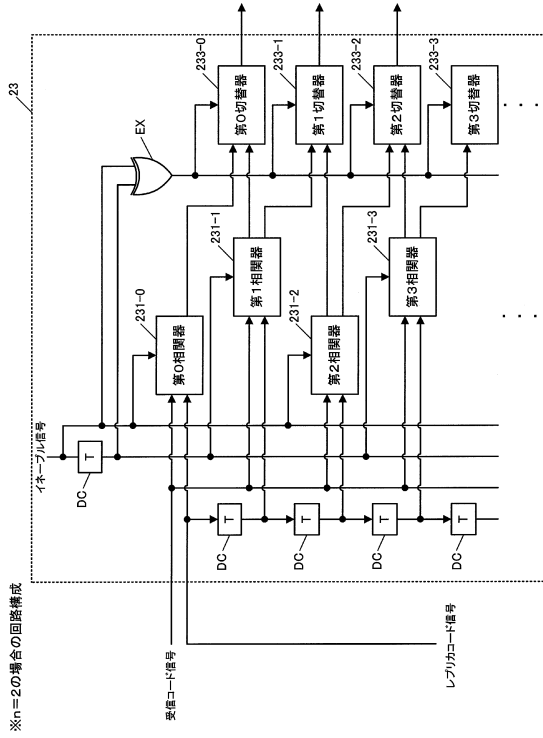 ※n=2の場合の回路構成
23
イネーブル信号
DC
T
EX
231-0
第0相関器
231-1
第1相関器
231-2
第2相関器
231-3
第3相関器
233-0
第0切替器
233-1
第1切替器
233-2
第2切替器
233-3
第3切替器
DC
T
DC
T
DC
T
DC
T
受信コード信号
レプリカコード信号